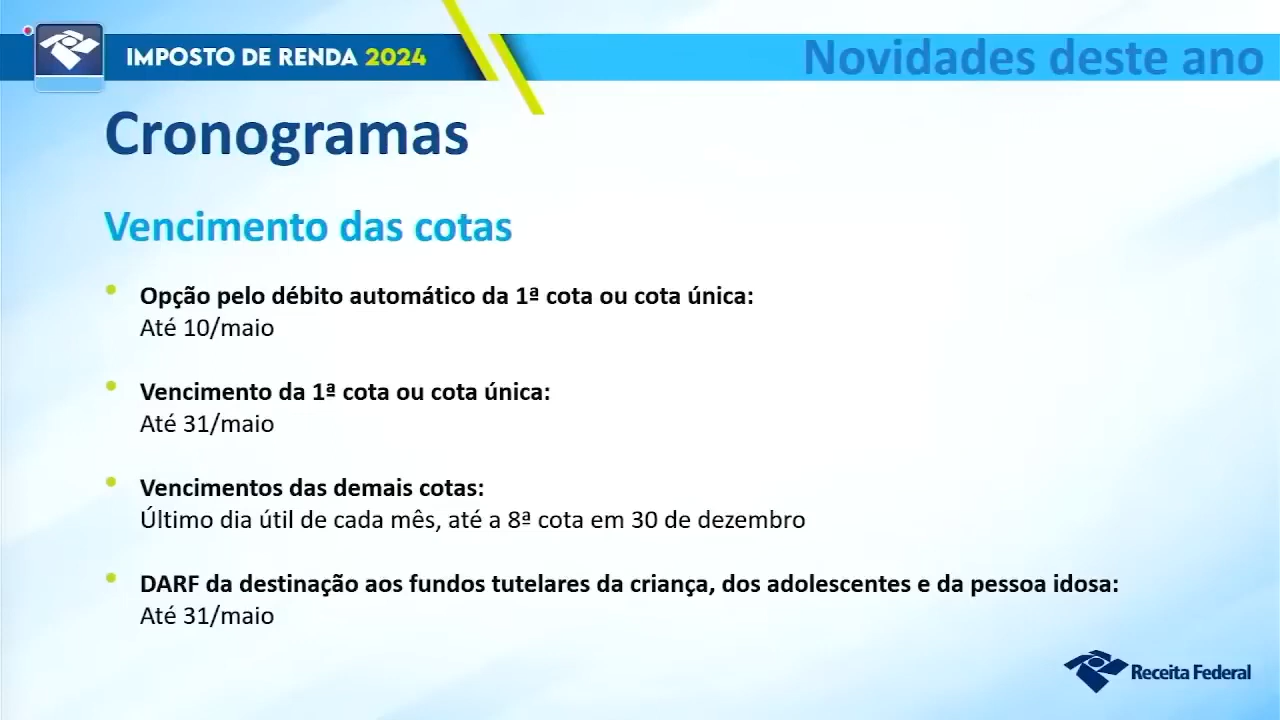 IMPOSTO DE RENDA 2024
Novidades deste ano
Cronogramas
Vencimento das cotas
• Opção pelo débito automático da 1ª cota ou cota única:
Até 10/maio
• Vencimento da 1ª cota ou cota única:
Até 31/maio
• Vencimentos das demais cotas:
Último dia útil de cada mês, até a 8ª cota em 30 de dezembro
• DARF da destinação aos fundos tutelares da criança, dos adolescentes e da pessoa idosa:
Até 31/maio
Receita Federal